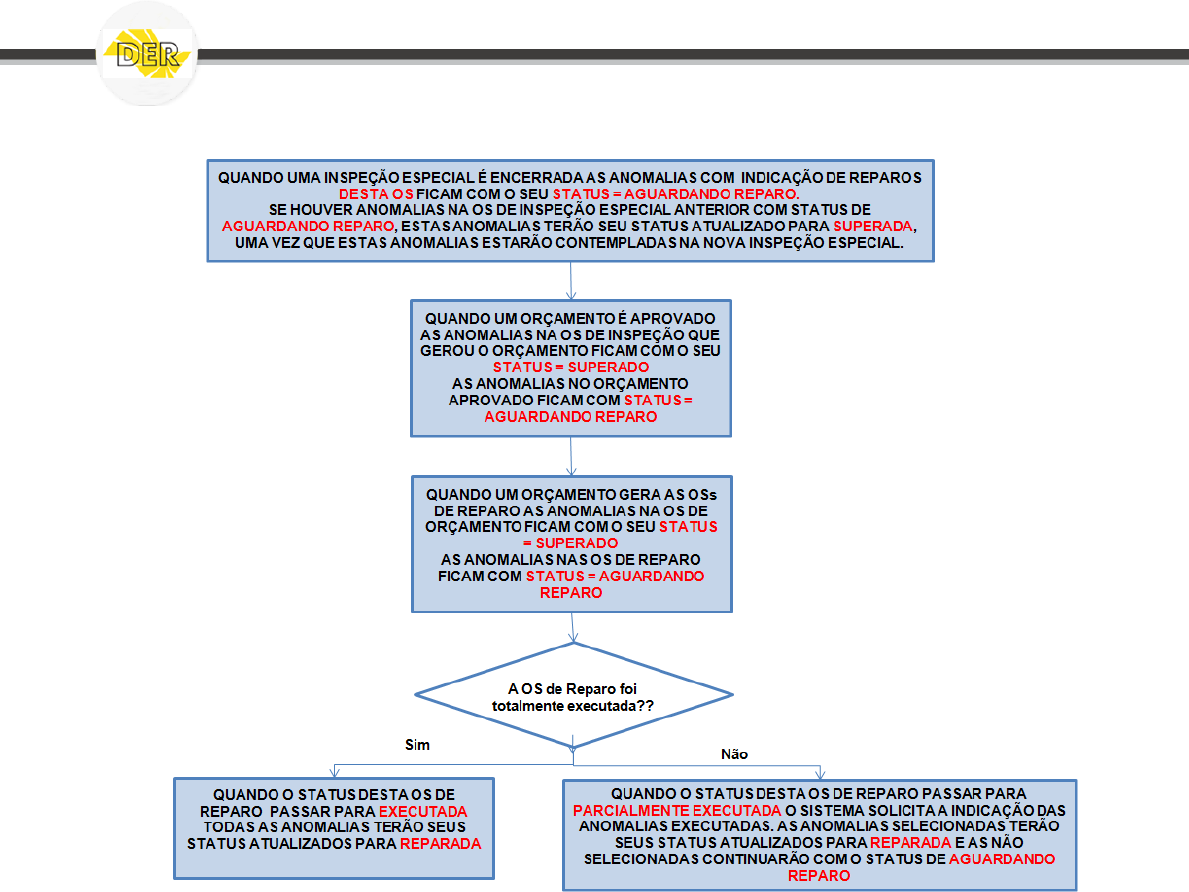 DER
QUANDO UMA INSPEÇÃO ESPECIAL É ENCERRADA AS ANOMALIAS COM INDICAÇÃO DE REPAROS
DESTA OS FICAM COM O SEU STATUS = AGUARDANDO REPARO.
SE HOUVER ANOMALIAS NA OS DE INSPEÇÃO ESPECIAL ANTERIOR COM STATUS DE
AGUARDANDO REPARO, ESTAS ANOMALIAS TERÃO SEU STATUS ATUALIZADO PARA SUPERADA,
UMA VEZ QUE ESTAS ANOMALIAS ESTARÃO CONTEMPLADAS NA NOVA INSPEÇÃO ESPECIAL.
QUANDO UM ORÇAMENTO É APROVADO
AS ANOMALIAS NA OS DE INSPEÇÃO QUE
GEROU O ORÇAMENTO FICAM COM O SEU
STATUS = SUPERADO
AS ANOMALIAS NO ORÇAMENTO
APROVADO FICAM COM STATUS =
AGUARDANDO REPARO
QUANDO UM ORÇAMENTO GERA AS OSs
DE REPARO AS ANOMALIAS NA OS DE
ORÇAMENTO FICAM COM O SEU STATUS
= SUPERADO
AS ANOMALIAS NAS OS DE REPARO
FICAM COM STATUS = AGUARDANDO
REPARO
A OS de Reparo foi
totalmente executada??
Sim
Não
QUANDO O STATUS DESTA OS DE
REPARO PASSAR PARA EXECUTADA
TODAS AS ANOMALIAS TERÃO SEUS
STATUS ATUALIZADOS PARA REPARADA
QUANDO O STATUS DESTA OS DE REPARO PASSAR PARA
PARCIALMENTE EXECUTADA O SISTEMA SOLICITA A INDICAÇÃO DAS
ANOMALIAS EXECUTADAS. AS ANOMALIAS SELECIONADAS TERÃO
SEUS STATUS ATUALIZADOS PARA REPARADA E AS NÃO
SELECIONADAS CONTINUARÃO COM O STATUS DE AGUARDANDO
REPARO